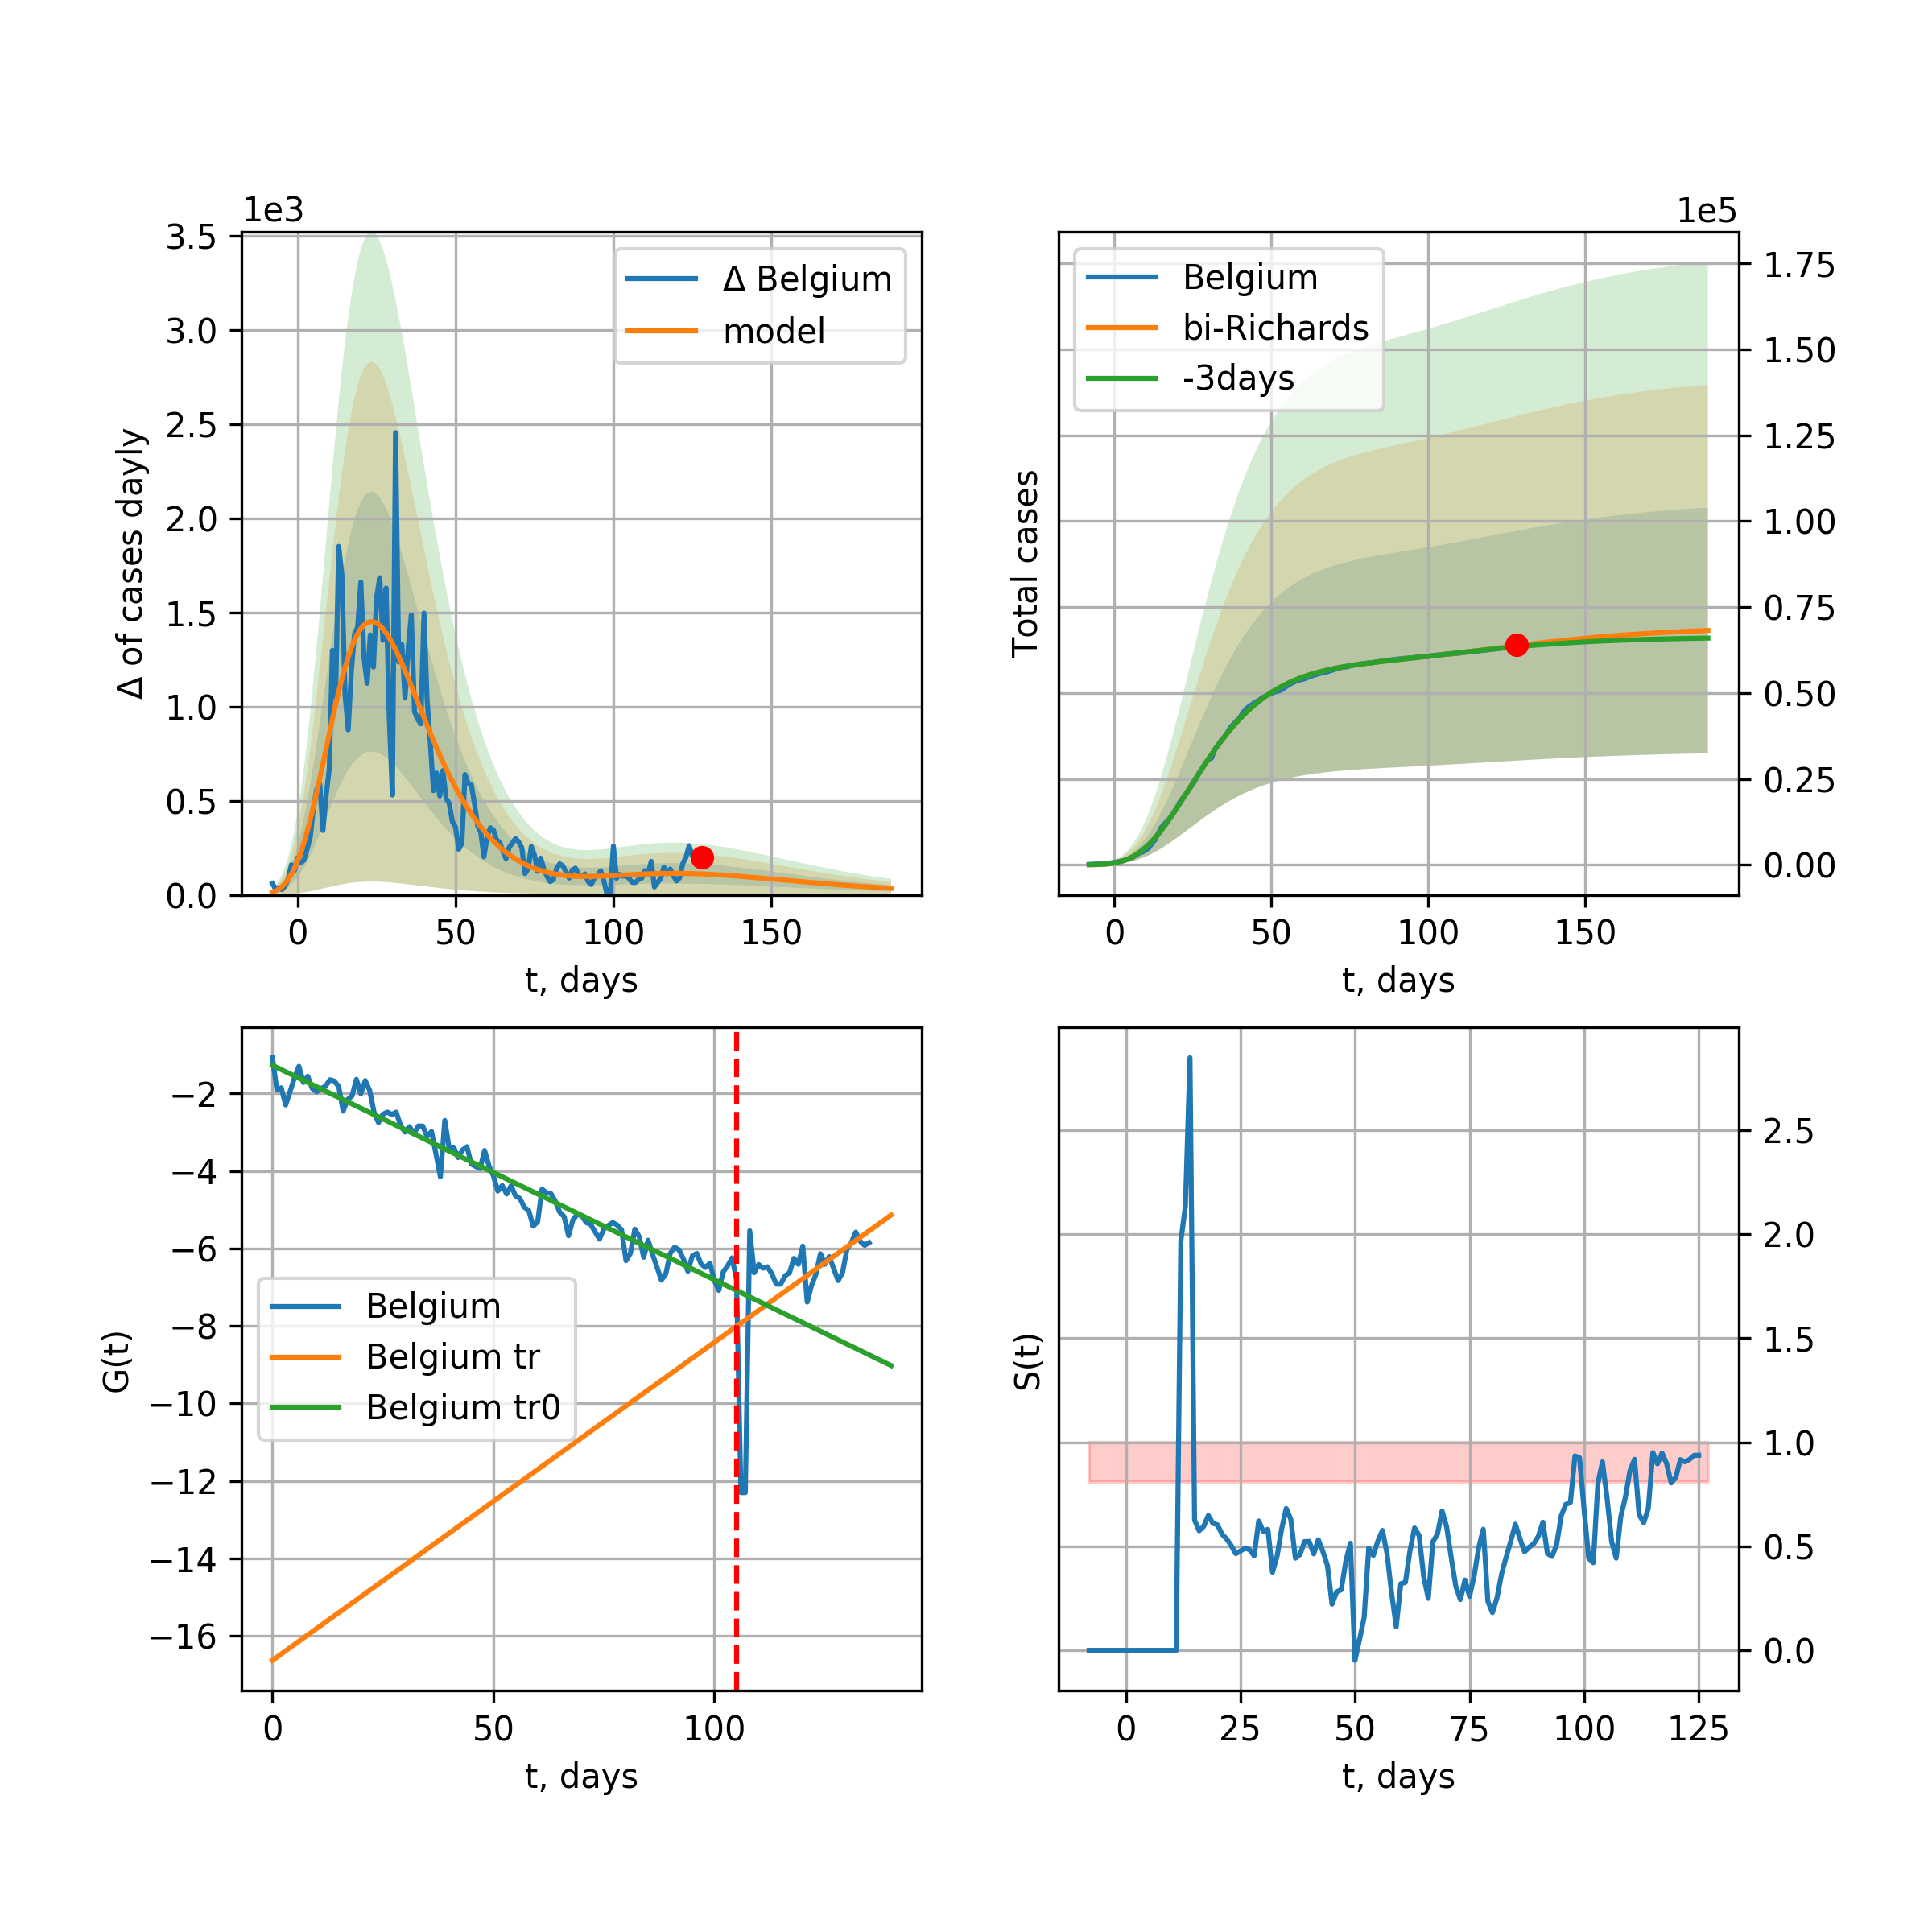 1e3
3.5
3.0
2.5
2.0
1.5
1.0
0.5
0.0
Δ of cases dayly
Δ Belgium
model
0 50 100 150
t, days
1e5
Belgium
bi-Richards
-3days
Total cases
1.75
1.50
1.25
1.00
0.75
0.50
0.25
0.00
0 50 100 150
t, days
−2
−4
−6
−8
−10
−12
−14
−16
G(t)
Belgium
Belgium tr
Belgium tr0
0 50 100
t, days
S(t)
2.5
2.0
1.5
1.0
0.5
0.0
0 25 50 75 100 125
t, days